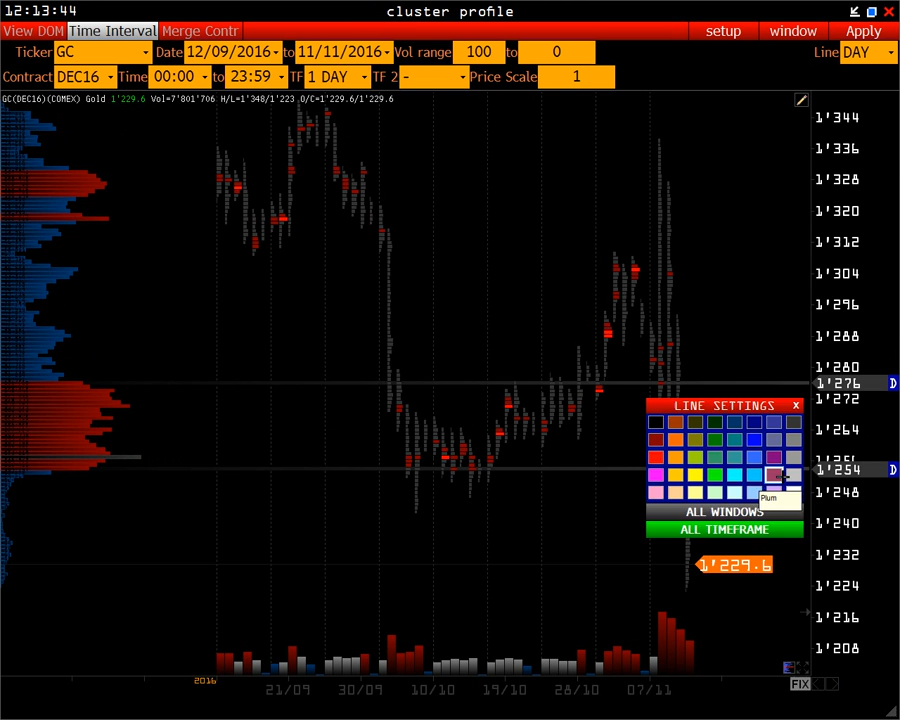 12:13:44 cluster profile
View DOM Time Interval Merge Contr setup window Apply
Ticker GC Date 12/09/2016 to 11/11/2016 Vol range 100 to 0 Line DAY
Contract DEC16 Time 00:00 to 23:59 TF 1 DAY TF 2 - Price Scale 1
GC(DEC16)(COMEX) Gold 1'229.6 Vol=7'801'706 H/L=1'348/1'223 O/C=1'229.6/1'229.6
1'344
1'336
1'328
1'320
1'312
1'304
1'296
1'288
1'280
1'276 D
1'272
LINE SETTINGS x
1'264
1'254 D
Plum
1'248
ALL WINDOWS
1'240
ALL TIMEFRAME
1'232
1'229.6
1'224
1'216
1'208
2016
FIX
21/09 30/09 10/10 19/10 28/10 07/11